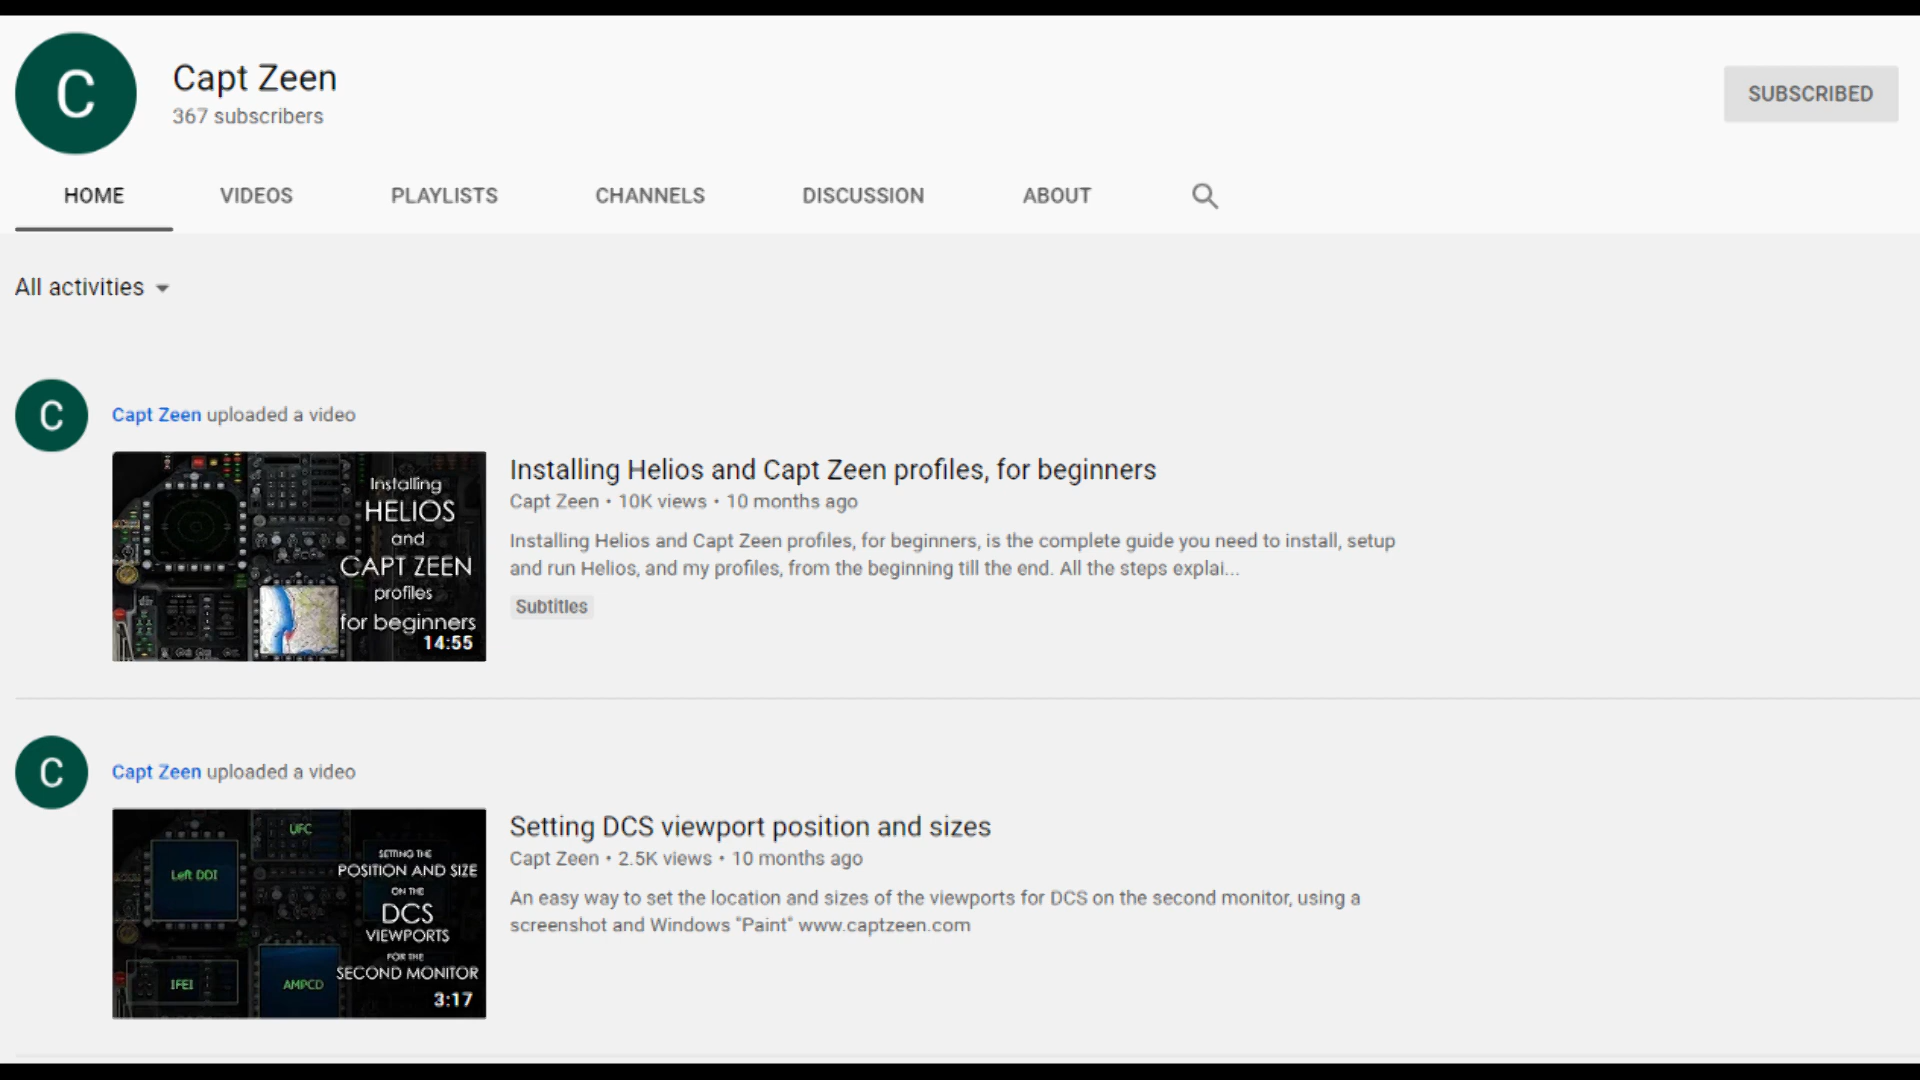 C
Capt Zeen
367 subscribers
SUBSCRIBED
HOME VIDEOS PLAYLISTS CHANNELS DISCUSSION ABOUT
All activities
C
Capt Zeen uploaded a video
Installing
HELIOS
and
CAPT ZEEN
profiles
for beginners
14:55
Installing Helios and Capt Zeen profiles, for beginners
Capt Zeen • 10K views • 10 months ago
Installing Helios and Capt Zeen profiles, for beginners, is the complete guide you need to install, setup
and run Helios, and my profiles, from the beginning till the end. All the steps explai...
Subtitles
C
Capt Zeen uploaded a video
UFC
Left DDI
IFEI
AMPCD
SETTING THE
POSITION AND SIZE
ON THE
DCS
VIEWPORTS
FOR THE
SECOND MONITOR
3:17
Setting DCS viewport position and sizes
Capt Zeen • 2.5K views • 10 months ago
An easy way to set the location and sizes of the viewports for DCS on the second monitor, using a
screenshot and Windows "Paint" www.captzeen.com